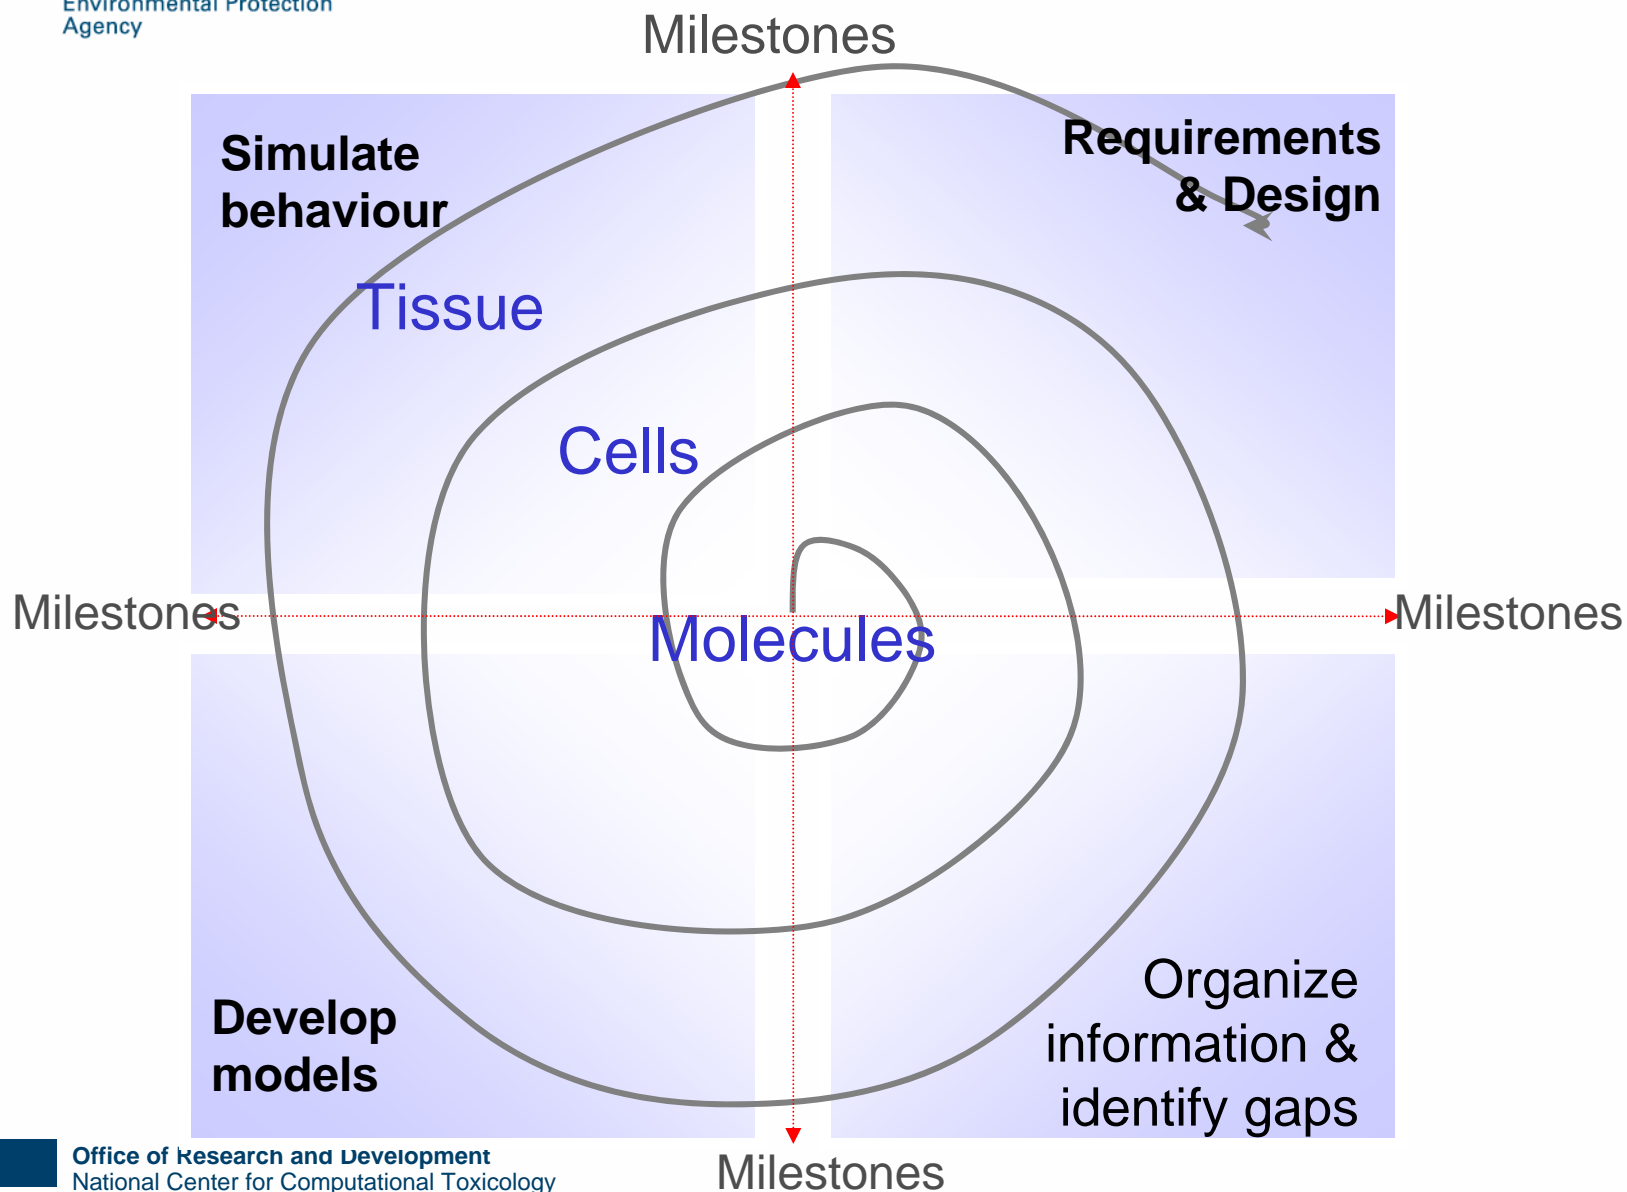 Environmental Protection
Agency
Milestones
Simulate
behaviour
Requirements
& Design
Tissue
Cells
Milestones
Milestones
Molecules
Develop
models
Organize
information &
identify gaps
Office of Research and Development
National Center for Computational Toxicology
Milestones